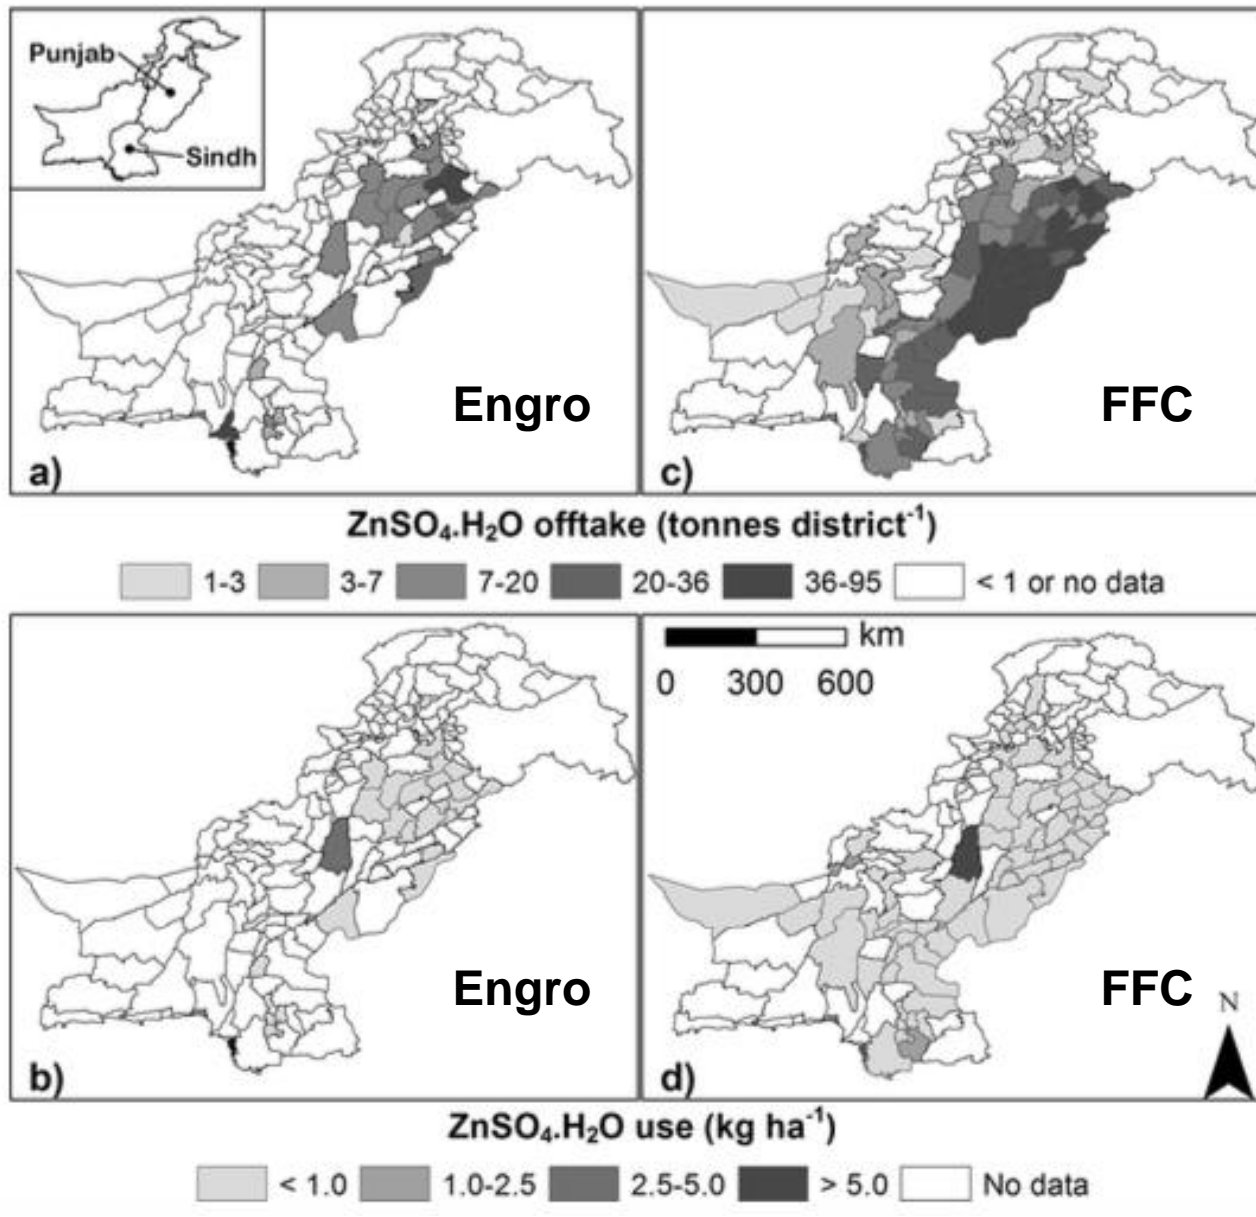 Punjab
Sindh
Engro
a)
FFC
c)
ZnSO₄.H₂O offtake (tonnes district⁻¹)
1-3 3-7 7-20 20-36 36-95 < 1 or no data
Engro
b)
km
0 300 600
FFC
N
d)
ZnSO₄.H₂O use (kg ha⁻¹)
< 1.0 1.0-2.5 2.5-5.0 > 5.0 No data